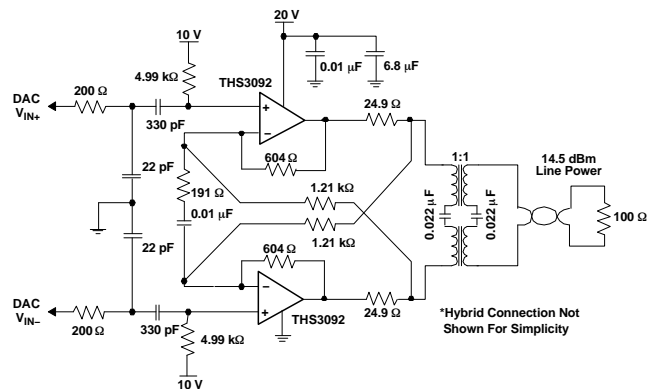 20 V
10 V
0.01 µF
6.8 µF
4.99 kΩ
THS3092
DAC
VIN+
200 Ω
24.9 Ω
330 pF
+
−
1:1
14.5 dBm
Line Power
604 Ω
22 pF
191 Ω
1.21 kΩ
0.022 µF
0.022 µF
100 Ω
0.01 µF
1.21 kΩ
22 pF
604 Ω
−
+
24.9 Ω
DAC
VIN−
200 Ω
330 pF
THS3092
4.99 kΩ
10 V
*Hybrid Connection Not
Shown For Simplicity